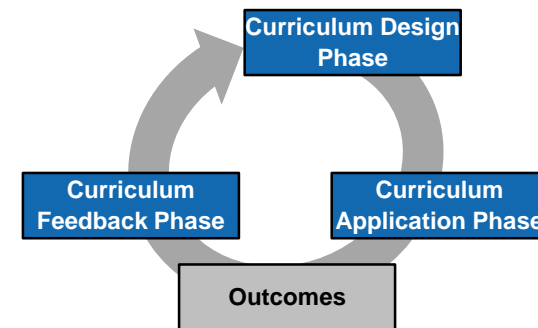 Curriculum Design
Phase
Curriculum
Feedback Phase
Curriculum
Application Phase
Outcomes